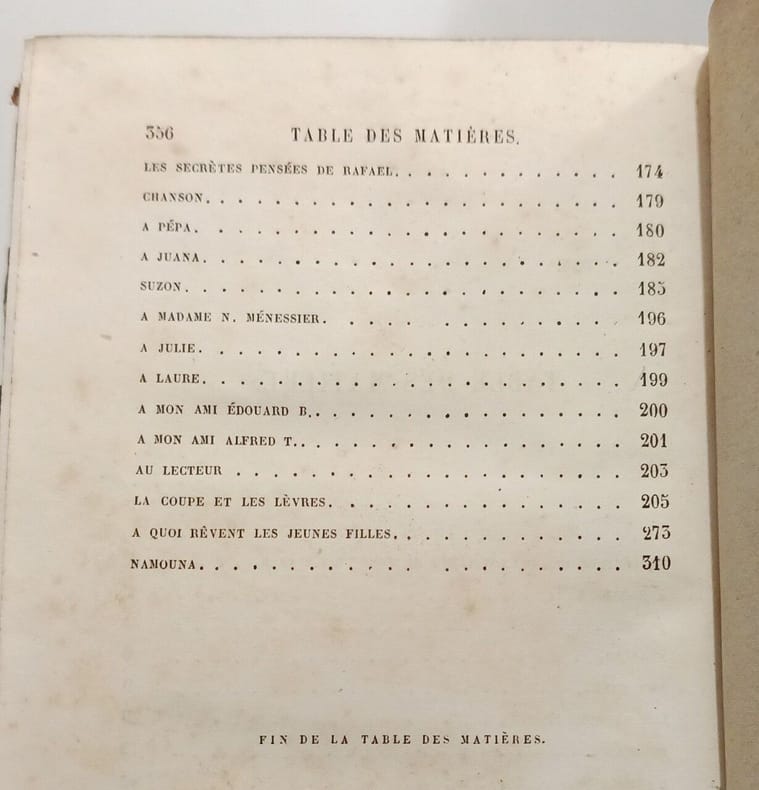 356 TABLE DES MATIÈRES.
LES SECRÈTES PENSÉES DE RAFAEL. . . . . . . . . . . . . 174
CHANSON. . . . . . . . . . . . . . . . . . . . . . 179
A PÉPA. . . . . . . . . . . . . . . . . . . . . . 180
A JUANA. . . . . . . . . . . . . . . . . . . . . . 182
SUZON. . . . . . . . . . . . . . . . . . . . . . . 185
A MADAME N. MÉNESSIER. . . . . . . . . . . . . 196
A JULIE. . . . . . . . . . . . . . . . . . . . . . 197
A LAURE. . . . . . . . . . . . . . . . . . . . . . 199
A MON AMI ÉDOUARD B.. . . . . . . . . . . . . . . . 200
A MON AMI ALFRED T.. . . . . . . . . . . . . . . . . 201
AU LECTEUR . . . . . . . . . . . . . . . . . . . . 203
LA COUPE ET LES LÈVRES. . . . . . . . . . . . . . . 205
A QUOI RÊVENT LES JEUNES FILLES. . . . . . . . . . . . 273
NAMOUNA. . . . . . . . . . . . . . . . . . . . 310
FIN DE LA TABLE DES MATIÈRES.